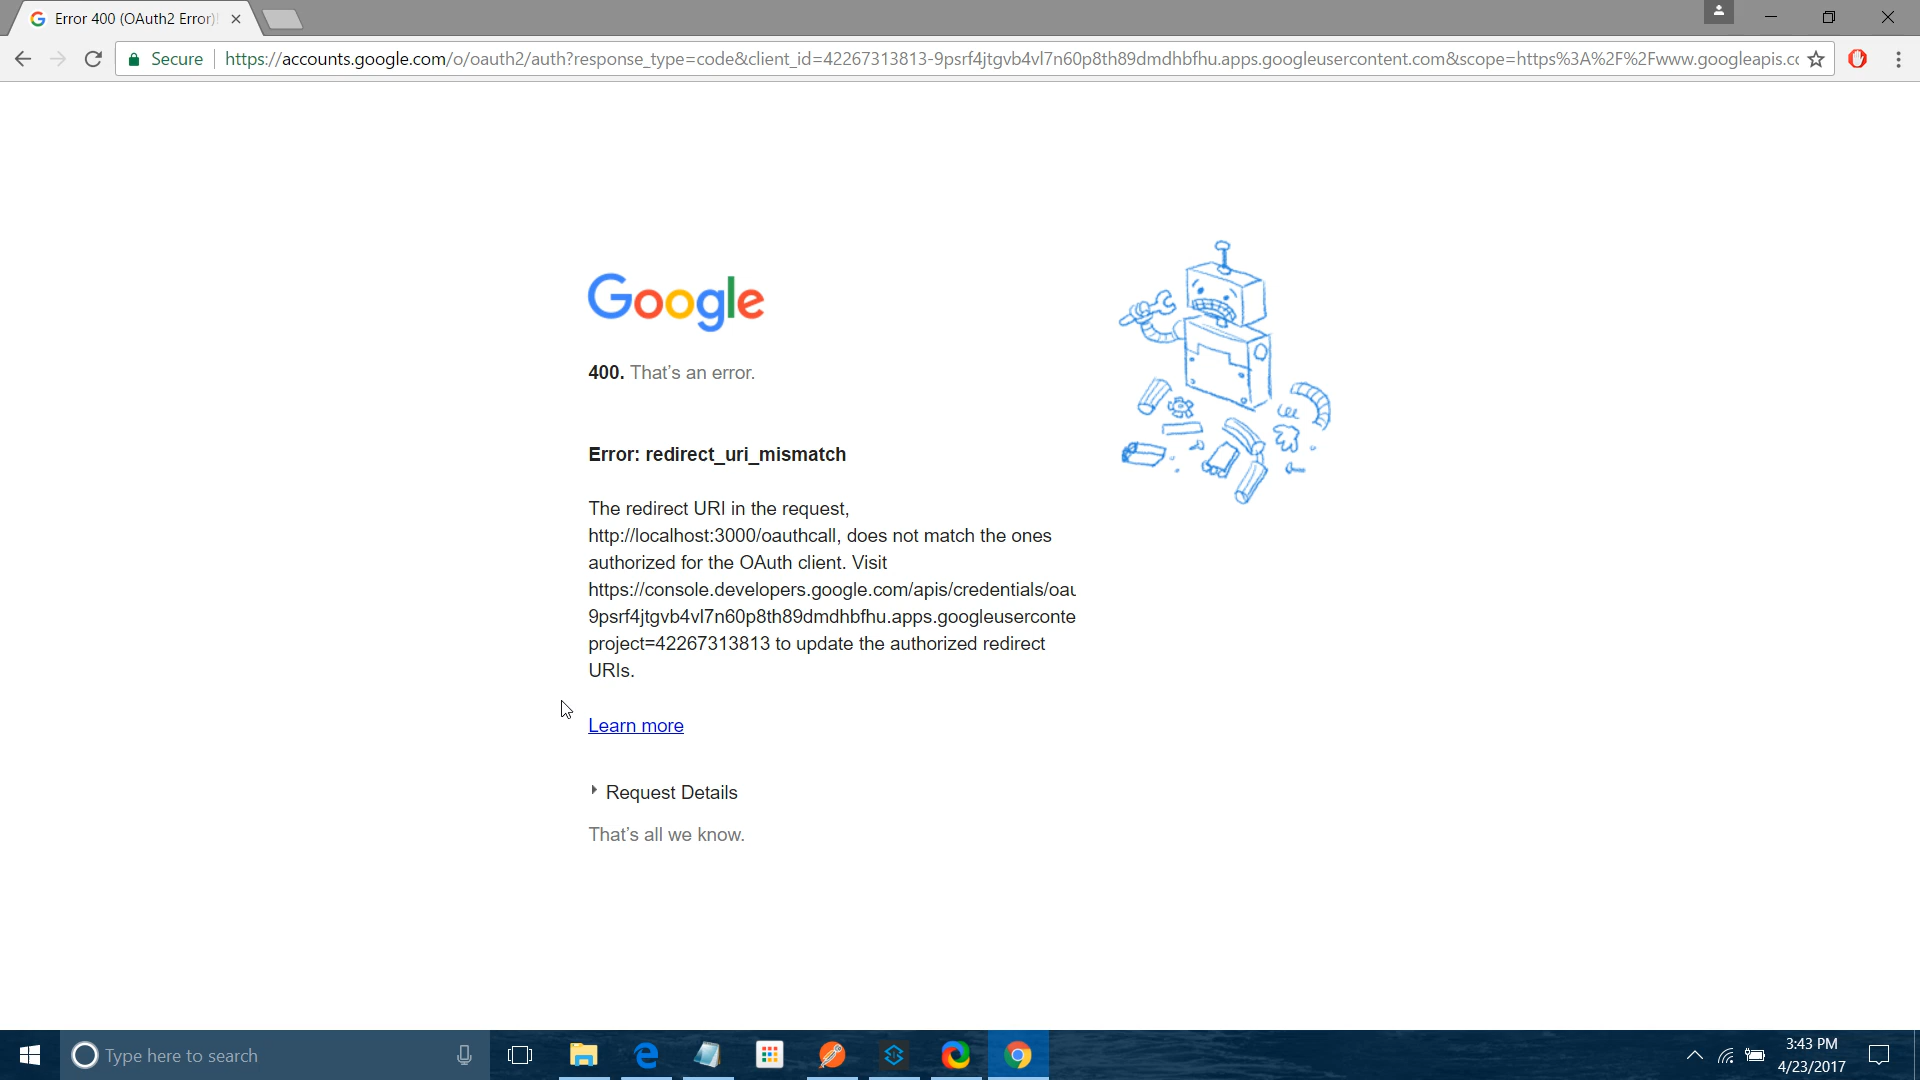 Error 400 (OAuth2 Error)!
Secure
https://accounts.google.com/o/oauth2/auth?response_type=code&client_id=42267313813-9psrf4jtgvb4vl7n60p8th89dmdhbfhu.apps.googleusercontent.com&scope=https%3A%2F%2Fwww.googleapis.cc
Google
400. That's an error.
Error: redirect_uri_mismatch
The redirect URI in the request,
http://localhost:3000/oauthcall, does not match the ones
authorized for the OAuth client. Visit
https://console.developers.google.com/apis/credentials/oau
9psrf4jtgvb4vl7n60p8th89dmdhbfhu.apps.googleuserconte
project=42267313813 to update the authorized redirect
URIs.
Learn more
Request Details
That's all we know.
Type here to search
3:43 PM
4/23/2017